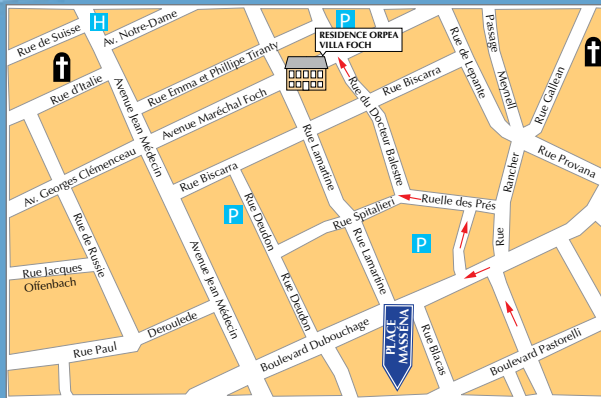 H
P
Rue de Suisse
Av. Notre-Dame
RESIDENCE ORPEA
VILLA FOCH
Passage Meynell
Rue de Lepante
Rue Gallean
Rue Emma et Phillipe Tiranty
Rue d'Italie
Avenue Jean Médecin
Rue Biscarra
Rue du Docteur Balestre
Avenue Maréchal Foch
Rue Lamartine
Rue Provana
Av. Georges Clémenceau
Rue Biscarra
Rue Rancher
Ruelle des Prés
Rue Spitalieri
P
Rue Deudon
P
Rue de Russie
Rue Lamartine
Avenue Jean Médecin
Rue Jacques
Offenbach
Rue Deudon
Rue Paul Deroulede
Boulevard Dubouchage
PLACE
MASSÉNA
Rue Blacas
Boulevard Pastorelli